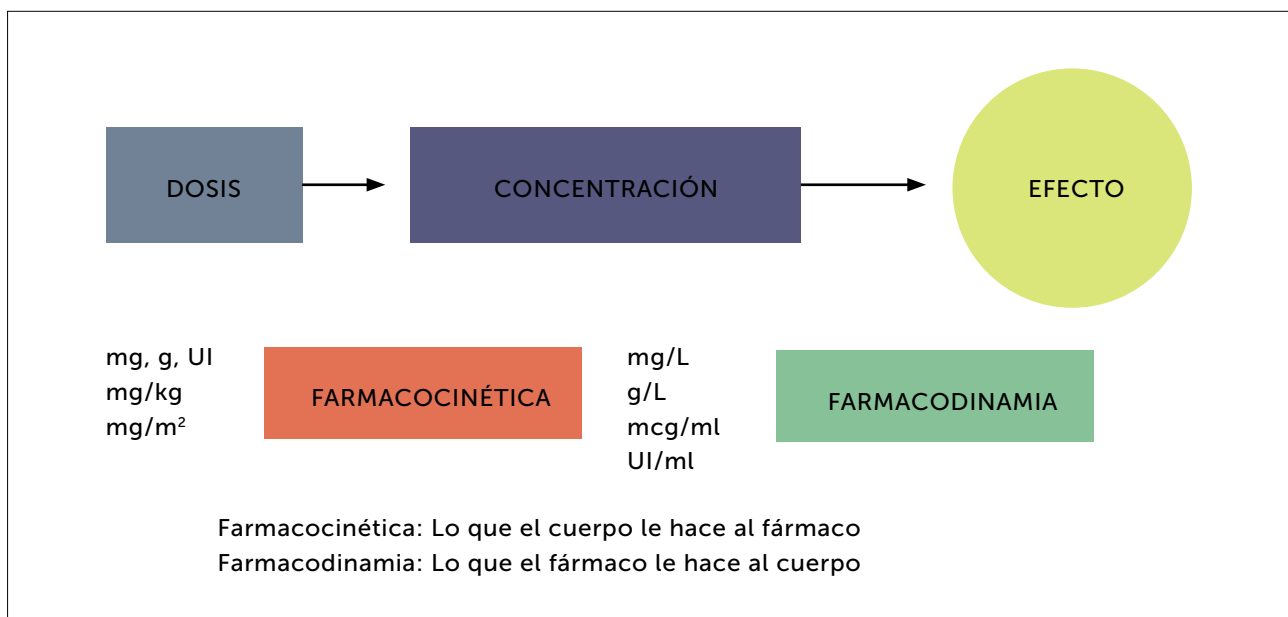 DOSIS
CONCENTRACIÓN
EFECTO
mg, g, UI
mg/kg
mg/m²
FARMACOCINÉTICA
mg/L
g/L
mcg/ml
UI/ml
FARMACODINAMIA
Farmacocinética: Lo que el cuerpo le hace al fármaco
Farmacodinamia: Lo que el fármaco le hace al cuerpo